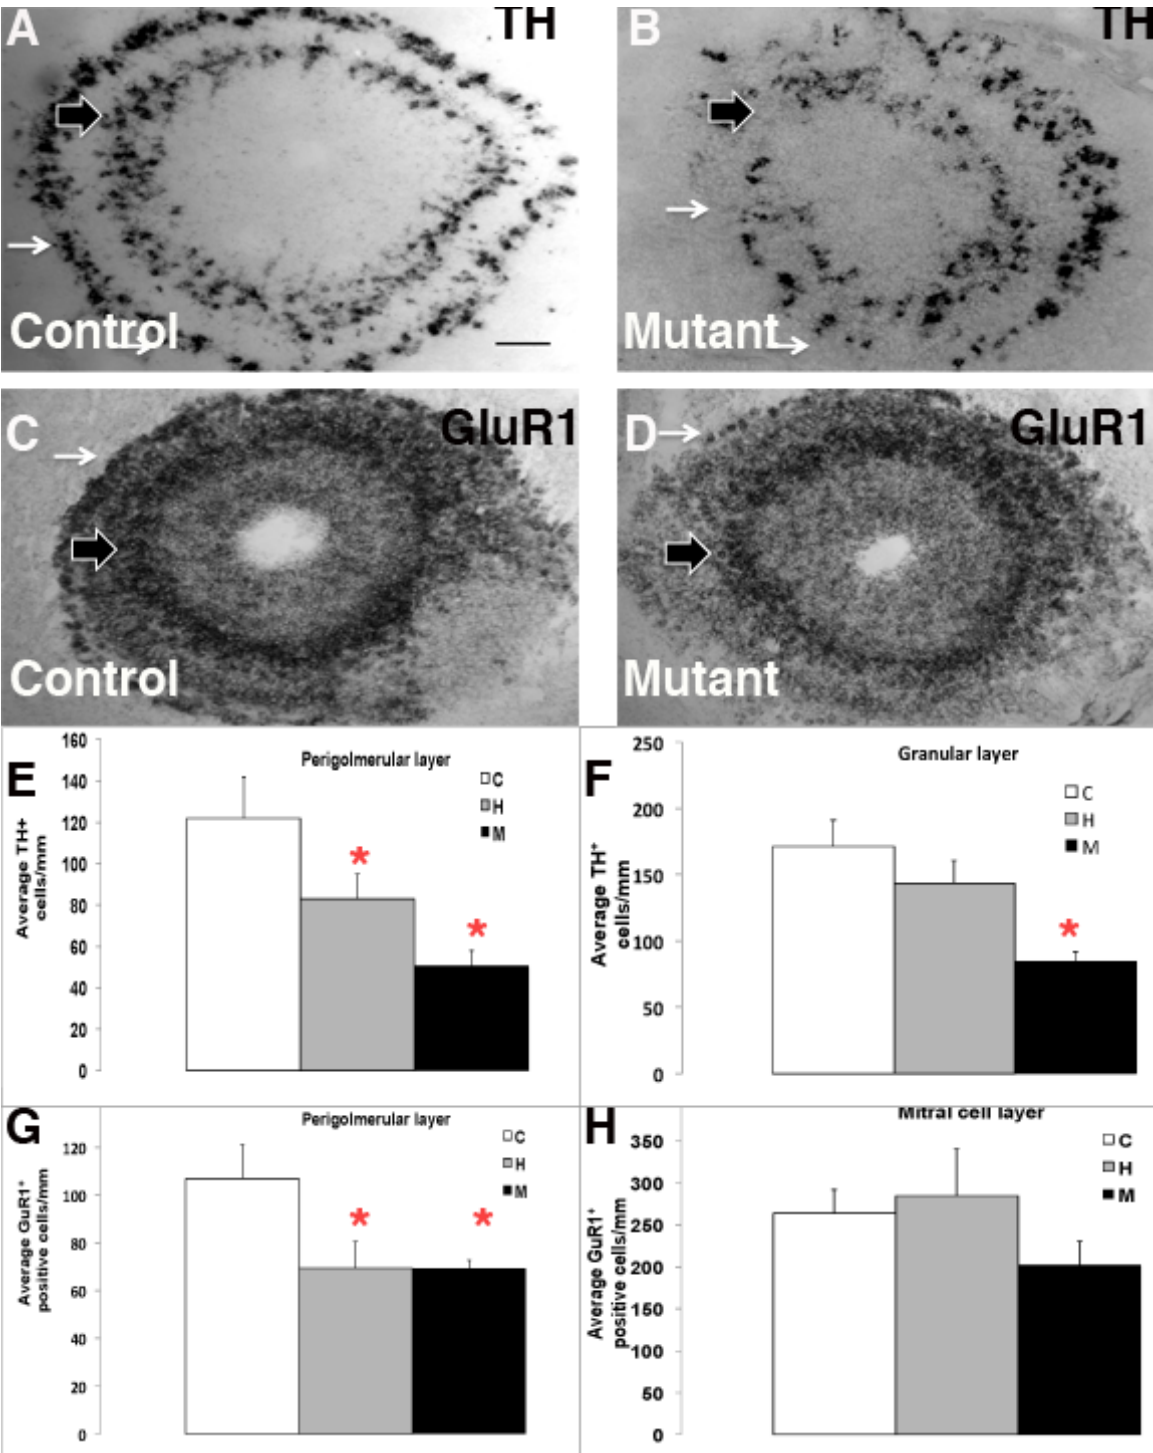 A
TH
Control
B
TH
Mutant
C
GluR1
Control
D
GluR1
Mutant
E
Perigolmerular layer
C
H
M
Average TH+
cells/mm
160
140
120
100
80
60
40
20
0
*
*
F
Granular layer
C
H
M
Average TH+
cells/mm
250
200
150
100
50
0
*
G
Perigolmerular layer
C
H
M
Average GuR1+
positive cells/mm
120
100
80
60
40
20
0
*
*
H
Mitral cell layer
C
H
M
Average GuR1+
positive cells/mm
350
300
250
200
150
100
50
0